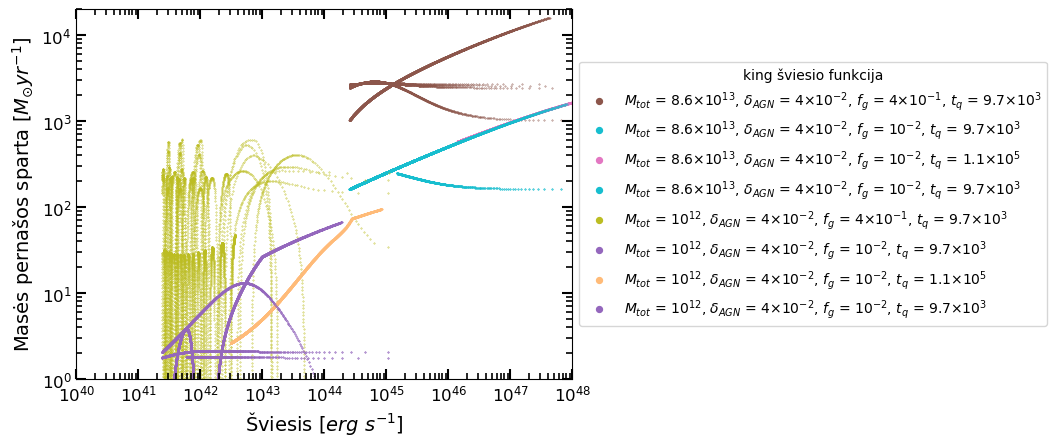 Masės pernašos sparta [M⊙yr⁻¹]
10⁴
10³
10²
10¹
10⁰
10⁴⁰ 10⁴¹ 10⁴² 10⁴³ 10⁴⁴ 10⁴⁵ 10⁴⁶ 10⁴⁷ 10⁴⁸
Šviesis [erg s⁻¹]
king šviesio funkcija
M_tot = 8.6×10¹³, δ_AGN = 4×10⁻², f_g = 4×10⁻¹, t_q = 9.7×10³
M_tot = 8.6×10¹³, δ_AGN = 4×10⁻², f_g = 10⁻², t_q = 9.7×10³
M_tot = 8.6×10¹³, δ_AGN = 4×10⁻², f_g = 10⁻², t_q = 1.1×10⁵
M_tot = 8.6×10¹³, δ_AGN = 4×10⁻², f_g = 10⁻², t_q = 9.7×10³
M_tot = 10¹², δ_AGN = 4×10⁻², f_g = 4×10⁻¹, t_q = 9.7×10³
M_tot = 10¹², δ_AGN = 4×10⁻², f_g = 10⁻², t_q = 9.7×10³
M_tot = 10¹², δ_AGN = 4×10⁻², f_g = 10⁻², t_q = 1.1×10⁵
M_tot = 10¹², δ_AGN = 4×10⁻², f_g = 10⁻², t_q = 9.7×10³